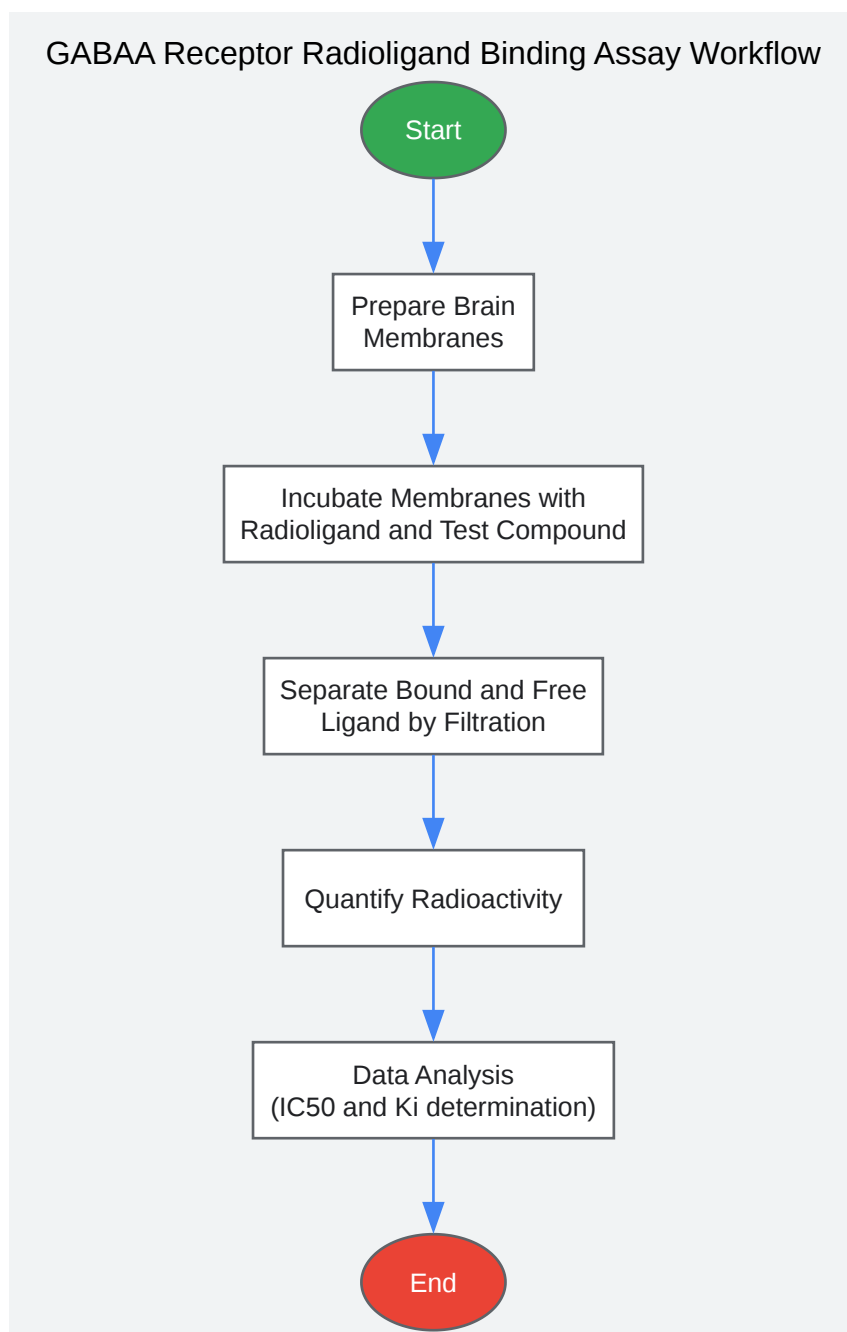 GABAA Receptor Radioligand Binding Assay Workflow
Start
Prepare Brain
Membranes
Incubate Membranes with
Radioligand and Test Compound
Separate Bound and Free
Ligand by Filtration
Quantify Radioactivity
Data Analysis
(IC50 and Ki determination)
End